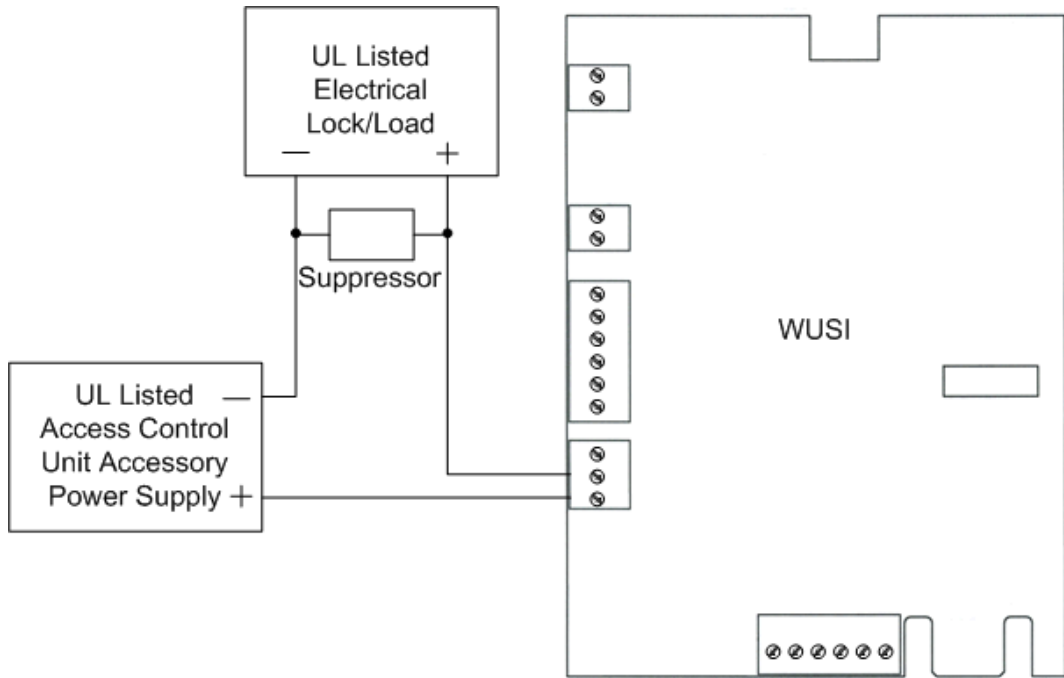 UL Listed
Electrical
Lock/Load
— +
Suppressor
UL Listed —
Access Control
Unit Accessory
Power Supply +
WUSI